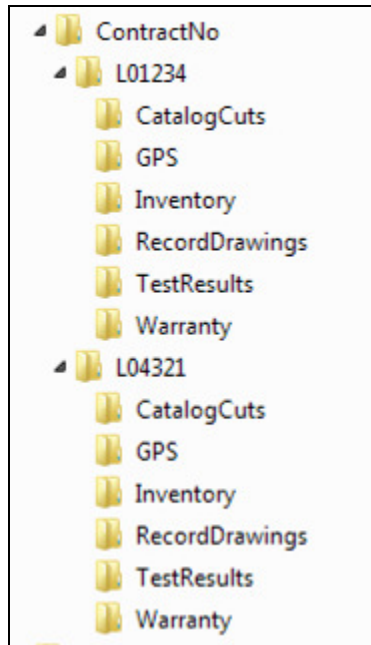 ContractNo
L01234
CatalogCuts
GPS
Inventory
RecordDrawings
TestResults
Warranty
L04321
CatalogCuts
GPS
Inventory
RecordDrawings
TestResults
Warranty